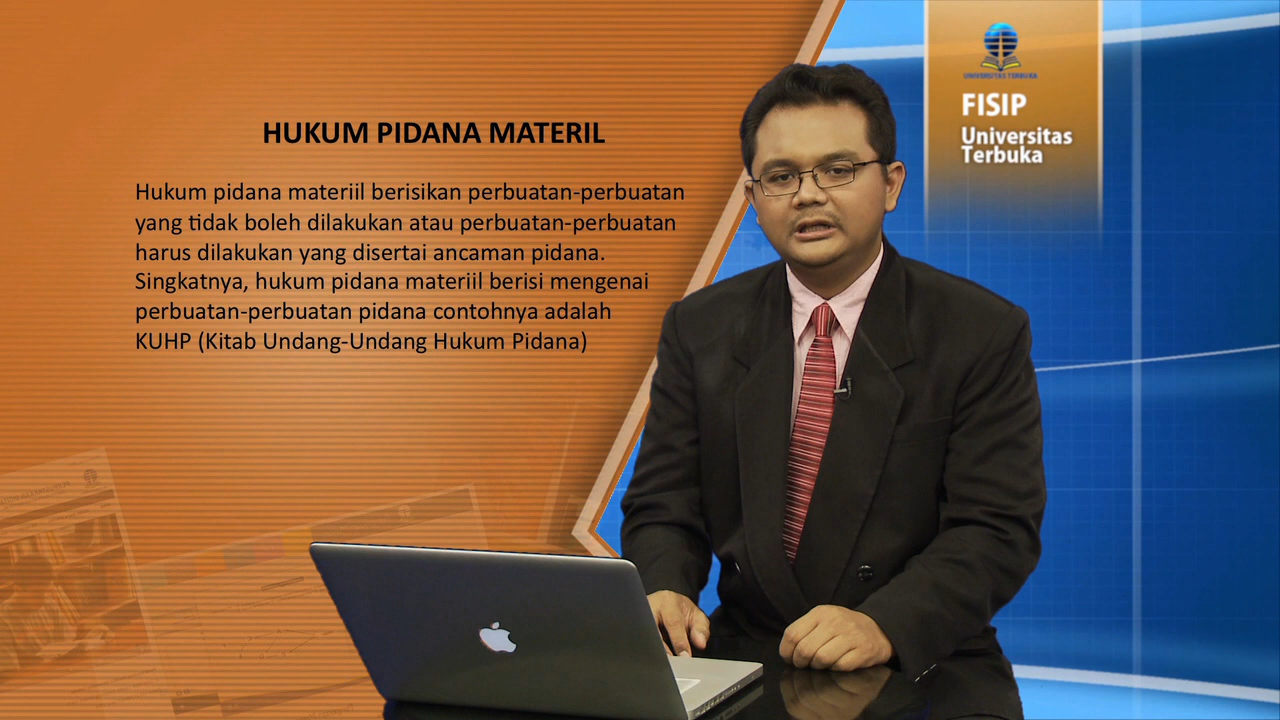 HUKUM PIDANA MATERIL
Hukum pidana materiil berisikan perbuatan-perbuatan
yang tidak boleh dilakukan atau perbuatan-perbuatan
harus dilakukan yang disertai ancaman pidana.
Singkatnya, hukum pidana materiil berisi mengenai
perbuatan-perbuatan pidana contohnya adalah
KUHP (Kitab Undang-Undang Hukum Pidana)
UNIVERSITAS TERBUKA
FISIP
Universitas
Terbuka